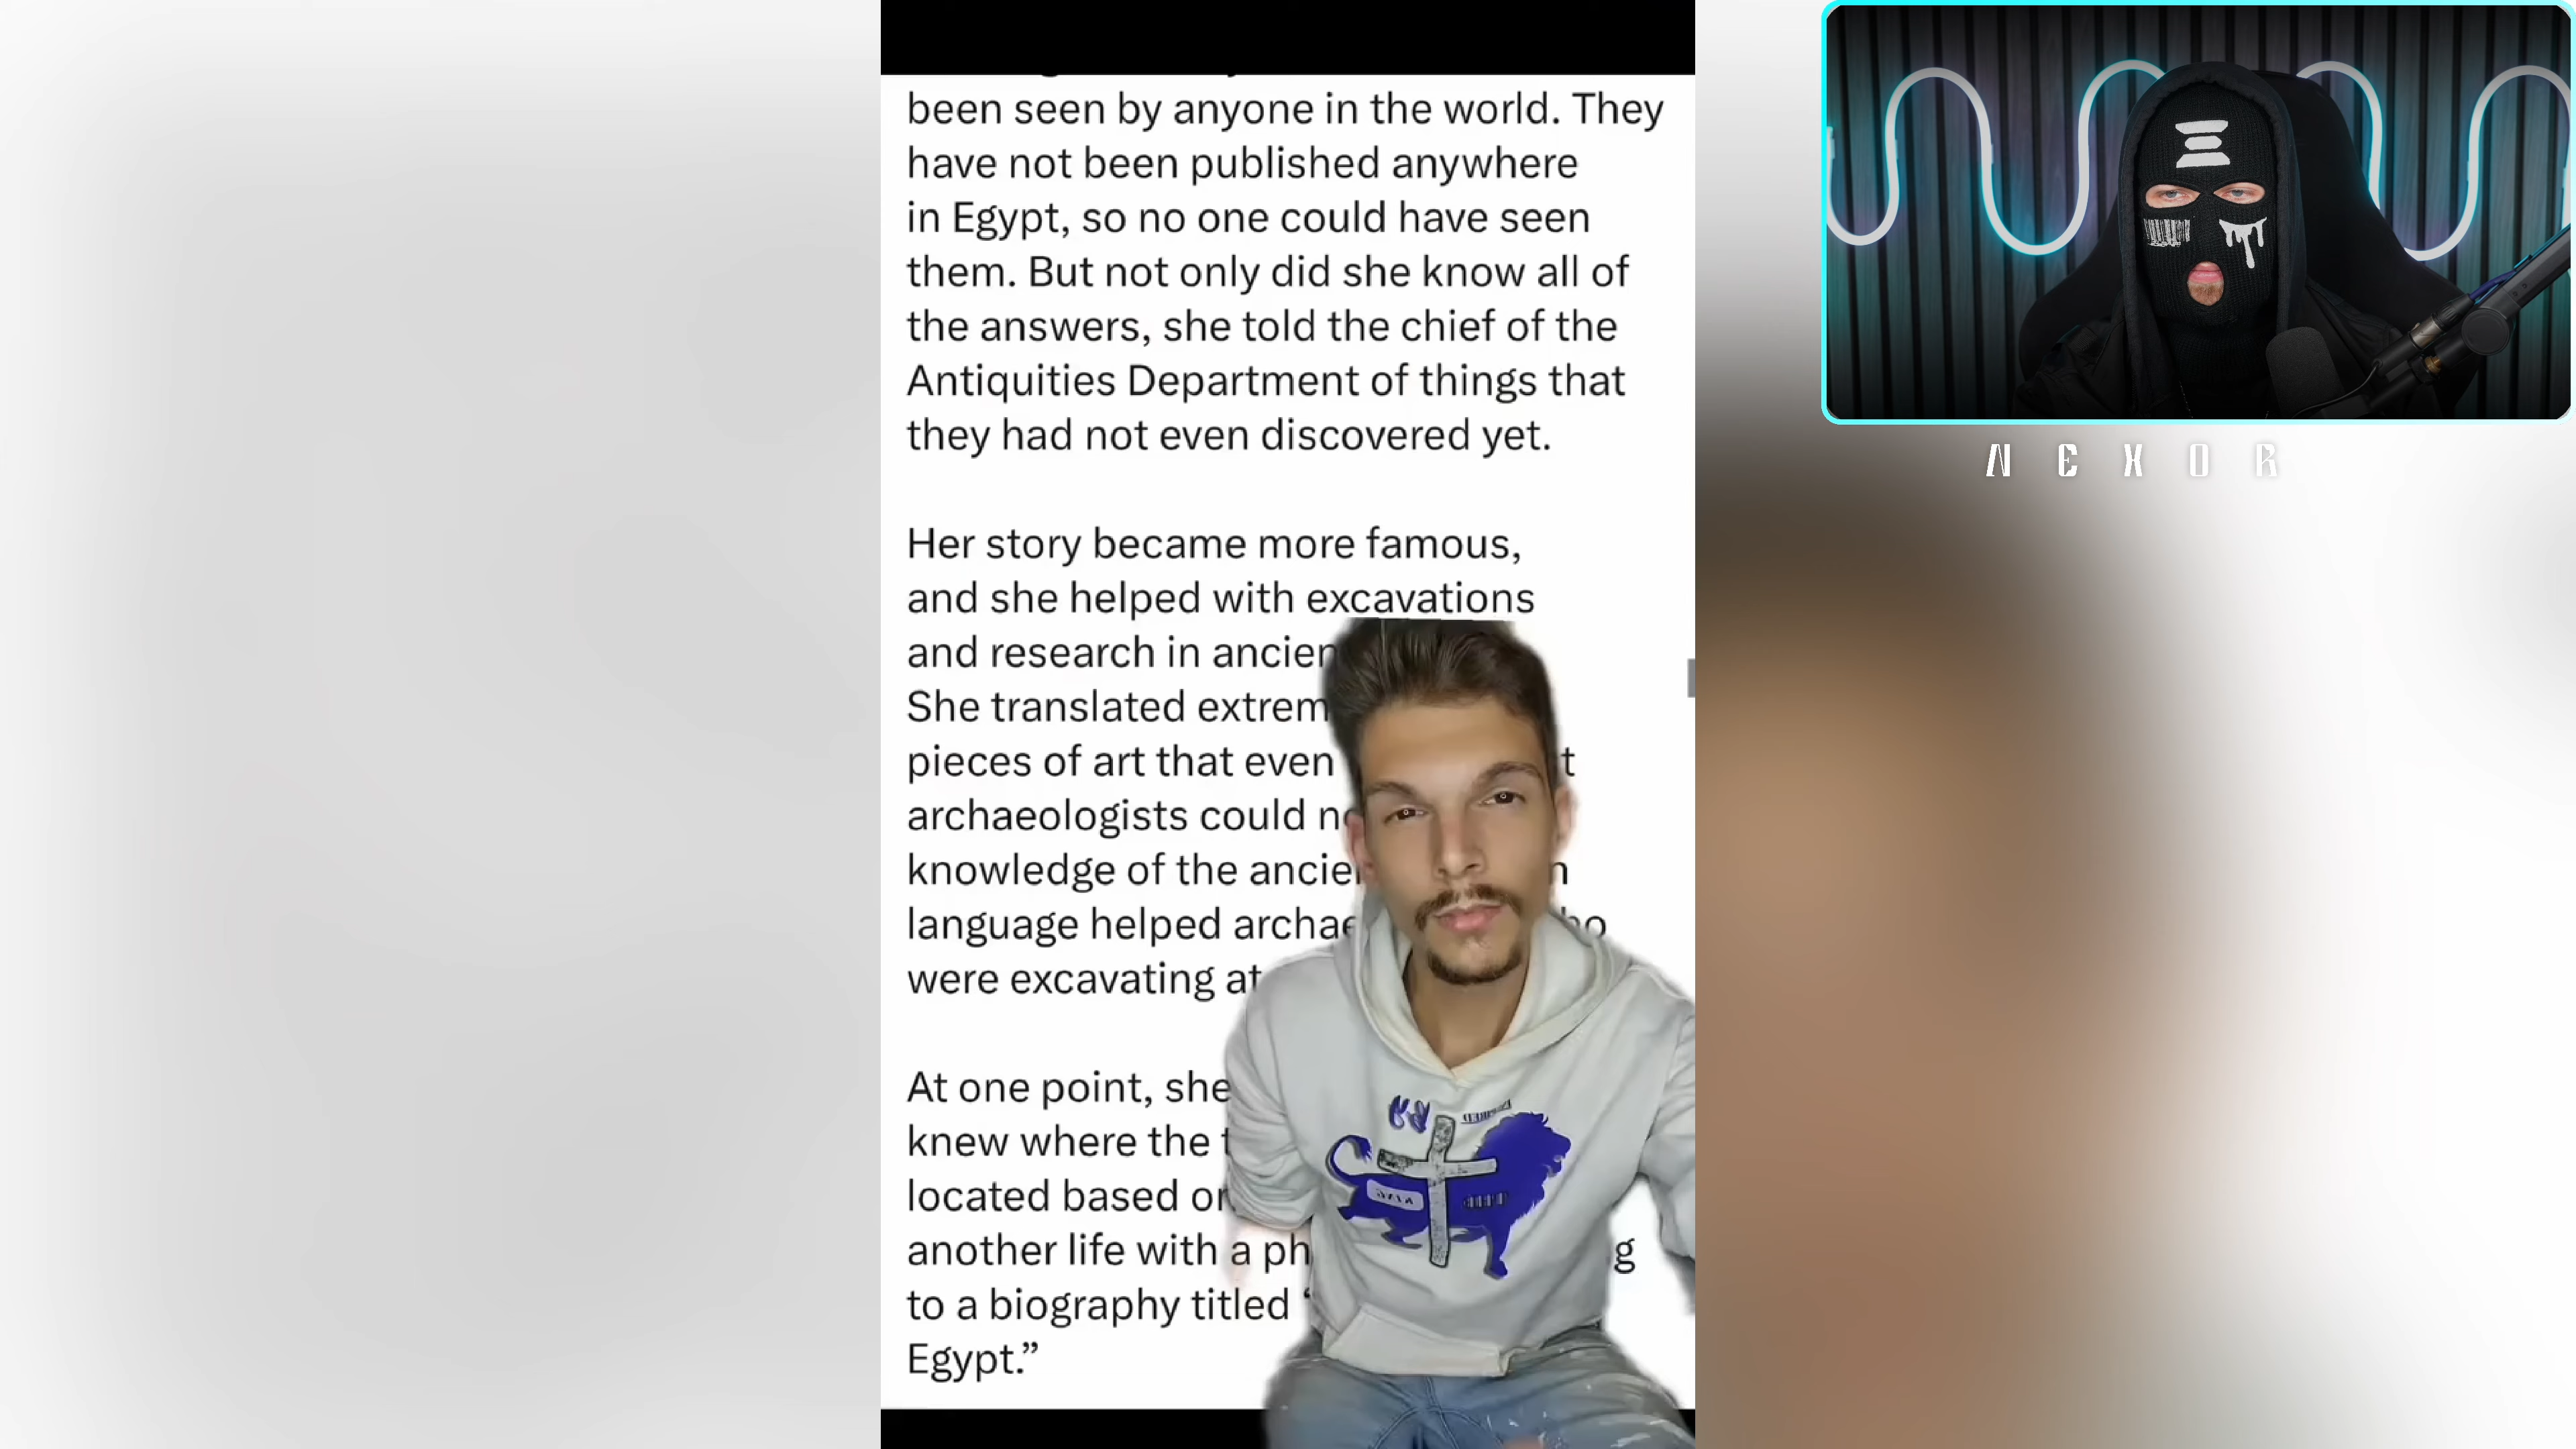 been seen by anyone in the world. They
have not been published anywhere
in Egypt, so no one could have seen
them. But not only did she know all of
the answers, she told the chief of the
Antiquities Department of things that
they had not even discovered yet.
Her story became more famous,
and she helped with excavations
and research in
She translated
pieces of art that even
archaeologists could
knowledge of the
language helped
were excavating at
At one point, she
knew where the
located based
another life with a
to a biography titled
Egypt.”
NEXOR